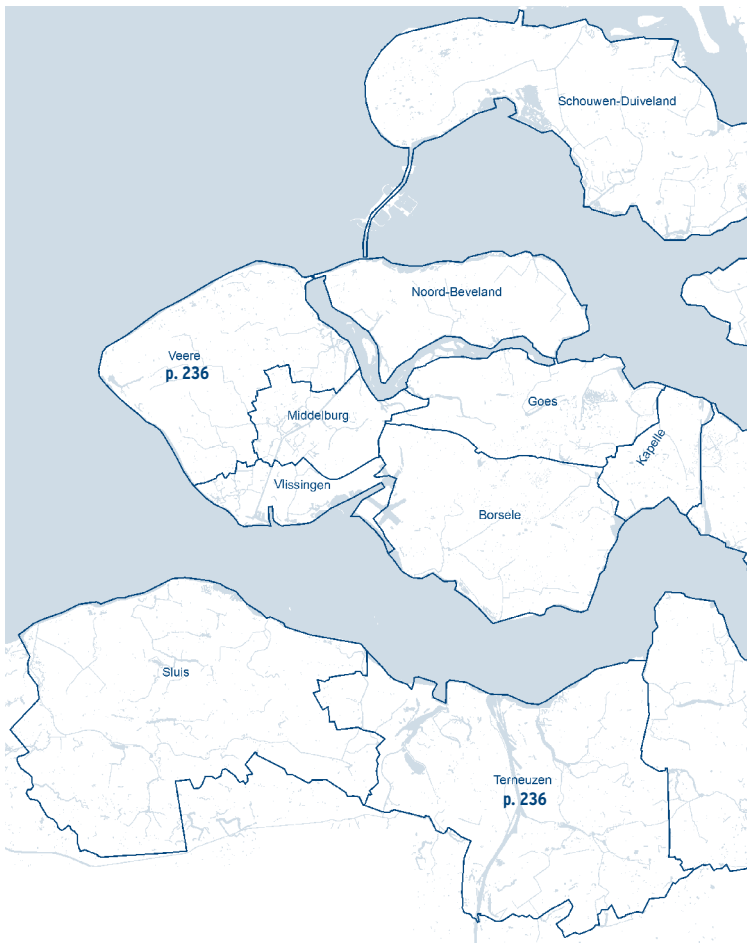 Schouwen-Duiveland
Noord-Beveland
Veere
p. 236
Goes
Middelburg
Kapelle
Vlissingen
Borsele
Sluis
Terneuzen
p. 236